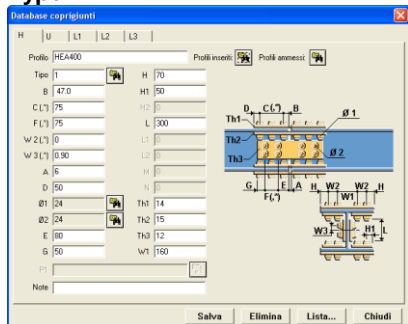 Database coprigiunti
H U L1 L2 L3
Profilo HEA400 Profili inseriti: Profili ammessi:
Tipo 1 H 70
B 47.0 H1 50
C (,") 75 H2 0
F (,") 75 L 300
W 2 (,") 0 L1 0
W 3 (,") 0.90 L2 0
A 6 M 0
D 50 N 0
Ø1 24 Th1 14
Ø2 24 Th2 15
E 80 Th3 12
G 50 W1 160
P1
Note
D C(,") B
Th1 Ø 1
Th2
Th3 Ø 2
G E A
F(,")
H W2 W2 H
W1
W3 H1 L
Salva Elimina Lista... Chiudi